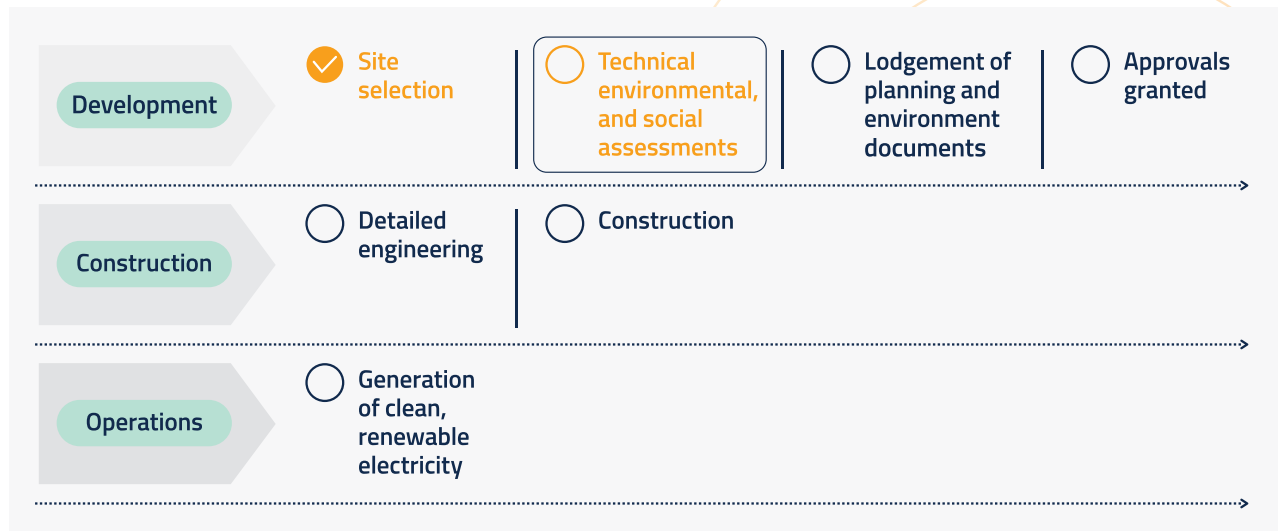 Development
Site
selection
Technical
environmental,
and social
assessments
Lodgement of
planning and
environment
documents
Approvals
granted
Construction
Detailed
engineering
Construction
Operations
Generation
of clean,
renewable
electricity